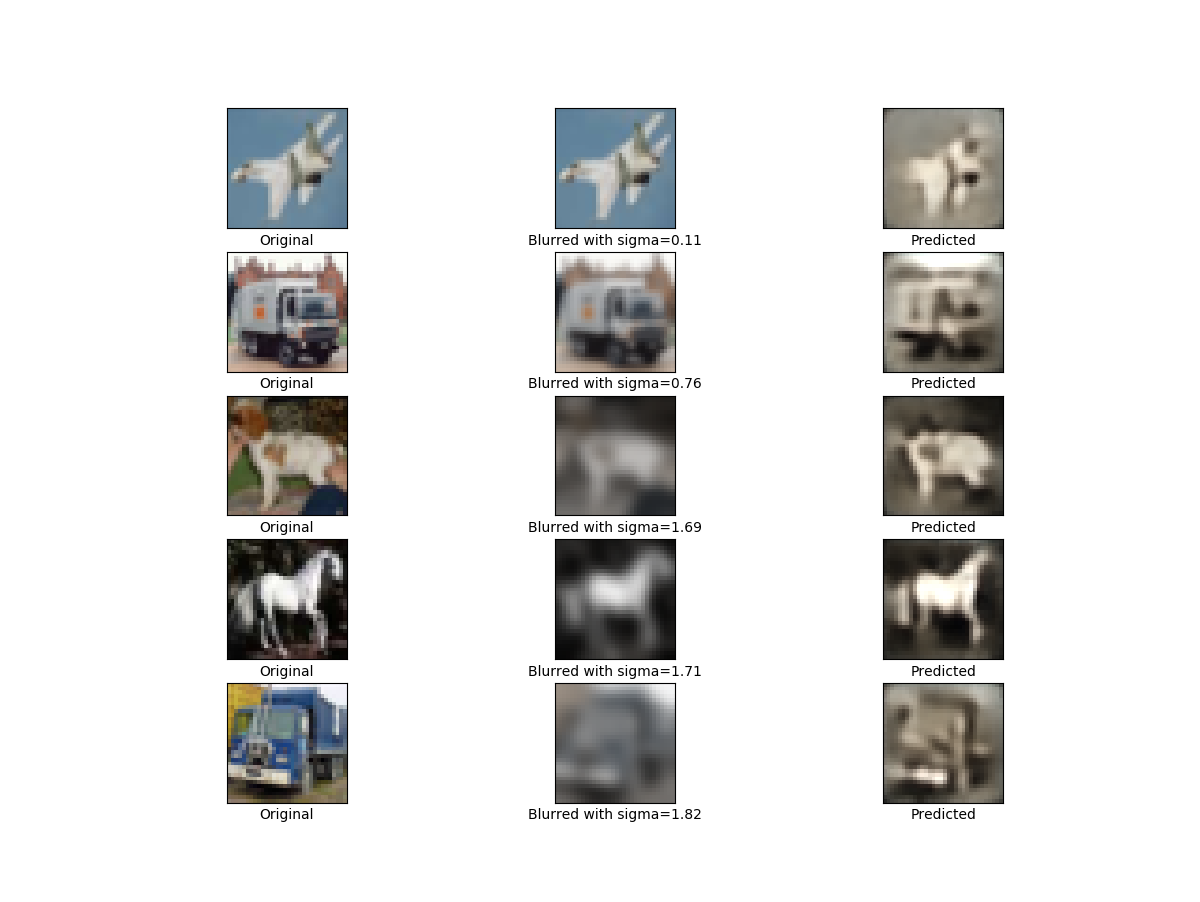 Original Blurred with sigma=0.11 Predicted
Original Blurred with sigma=0.76 Predicted
Original Blurred with sigma=1.69 Predicted
Original Blurred with sigma=1.71 Predicted
Original Blurred with sigma=1.82 Predicted